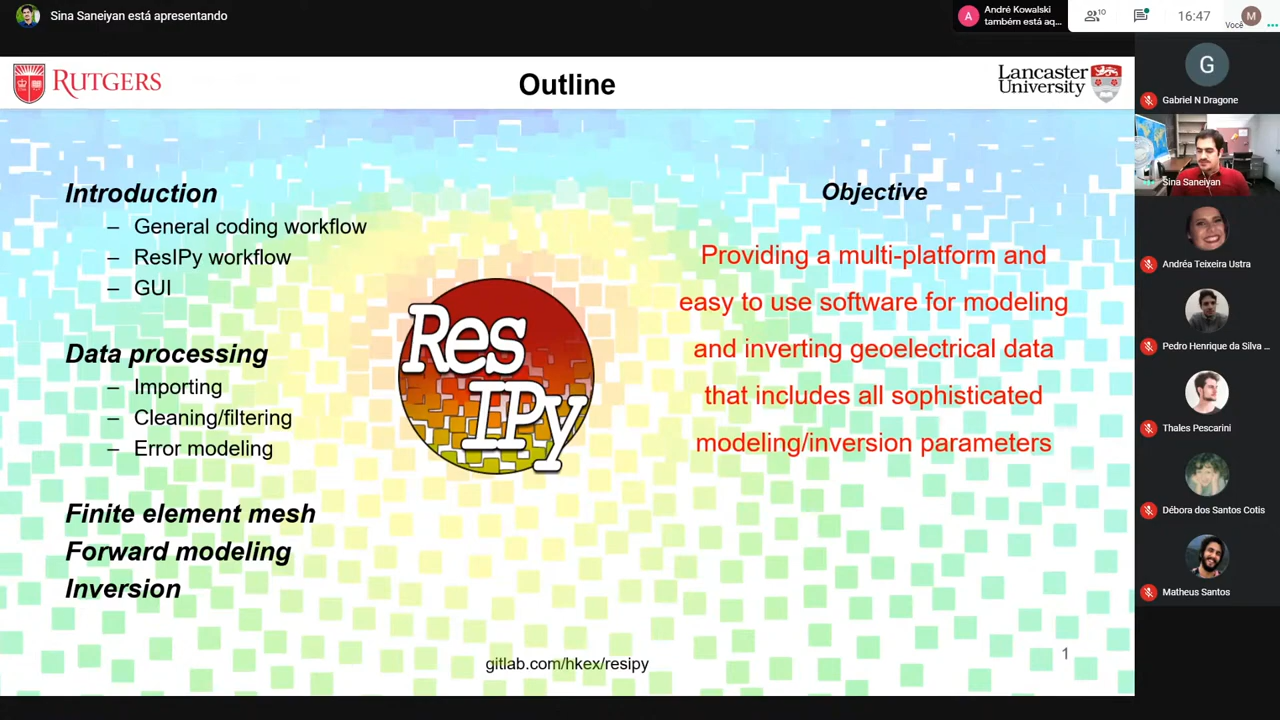 Sina Saneiyan está apresentando
A
André Kowalski
também está aq...
10
16:47
Você
M
RUTGERS
Outline
Lancaster
University
Introduction
– General coding workflow
– ResIPy workflow
– GUI
Data processing
– Importing
– Cleaning/filtering
– Error modeling
Finite element mesh
Forward modeling
Inversion
Res
IPy
Objective
Providing a multi-platform and
easy to use software for modeling
and inverting geoelectrical data
that includes all sophisticated
modeling/inversion parameters
gitlab.com/hkex/resipy
1
G
Gabriel N Dragone
Sina Saneiyan
Andréa Teixeira Ustra
Pedro Henrique da Silva ...
Thales Pescarini
Débora dos Santos Cotis
Matheus Santos